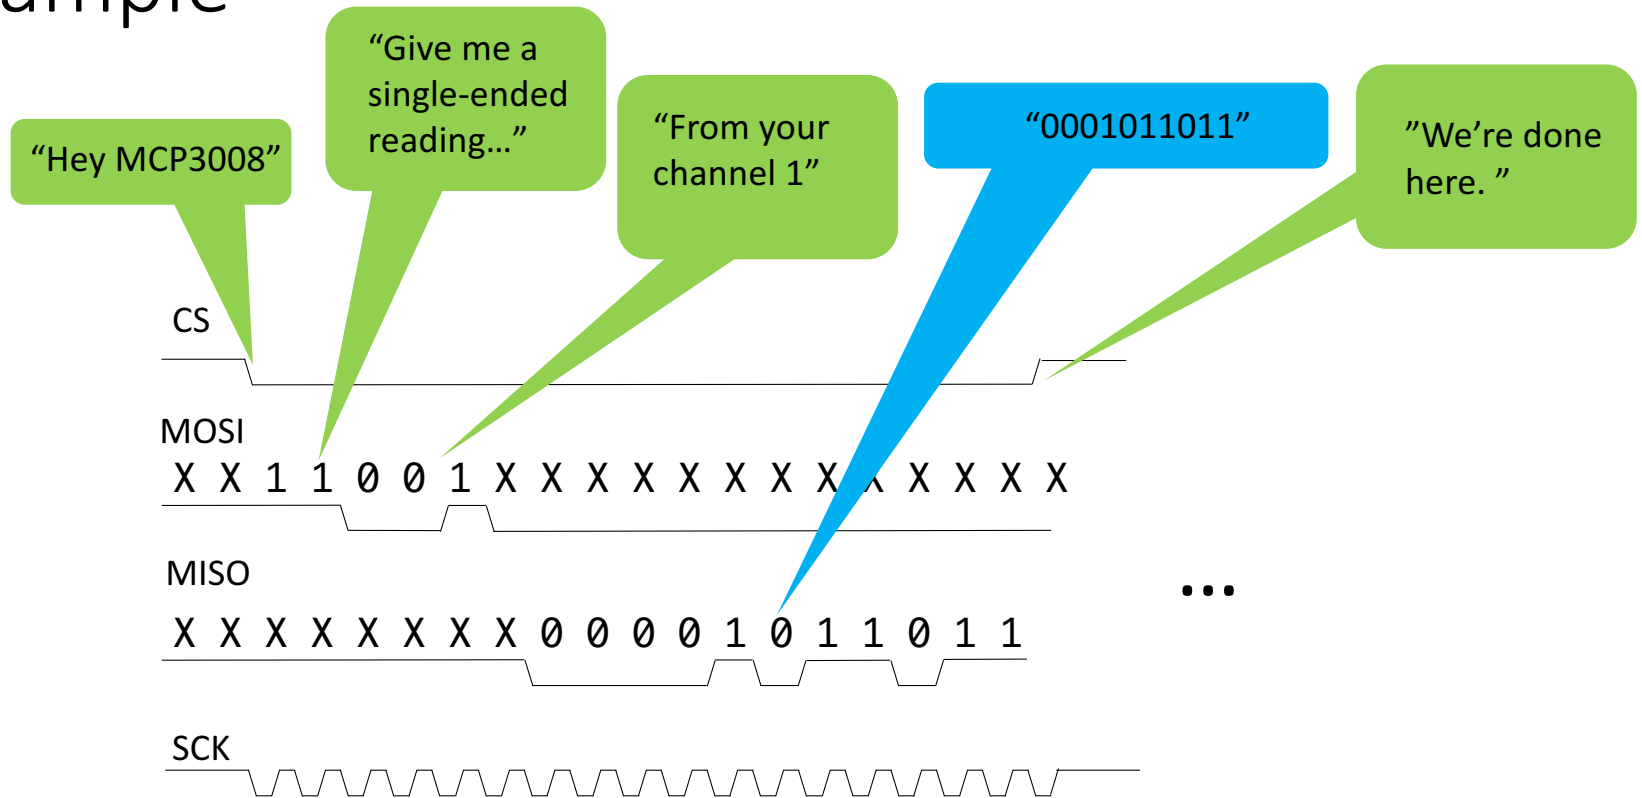 ample
“Give me a
single-ended
reading…”
“Hey MCP3008”
“From your
channel 1”
“0001011011”
”We’re done
here. ”
CS
MOSI
X X 1 1 0 0 1 X X X X X X X X X X X X X
MISO
X X X X X X X X 0 0 0 0 1 0 1 1 0 1 1
…
SCK